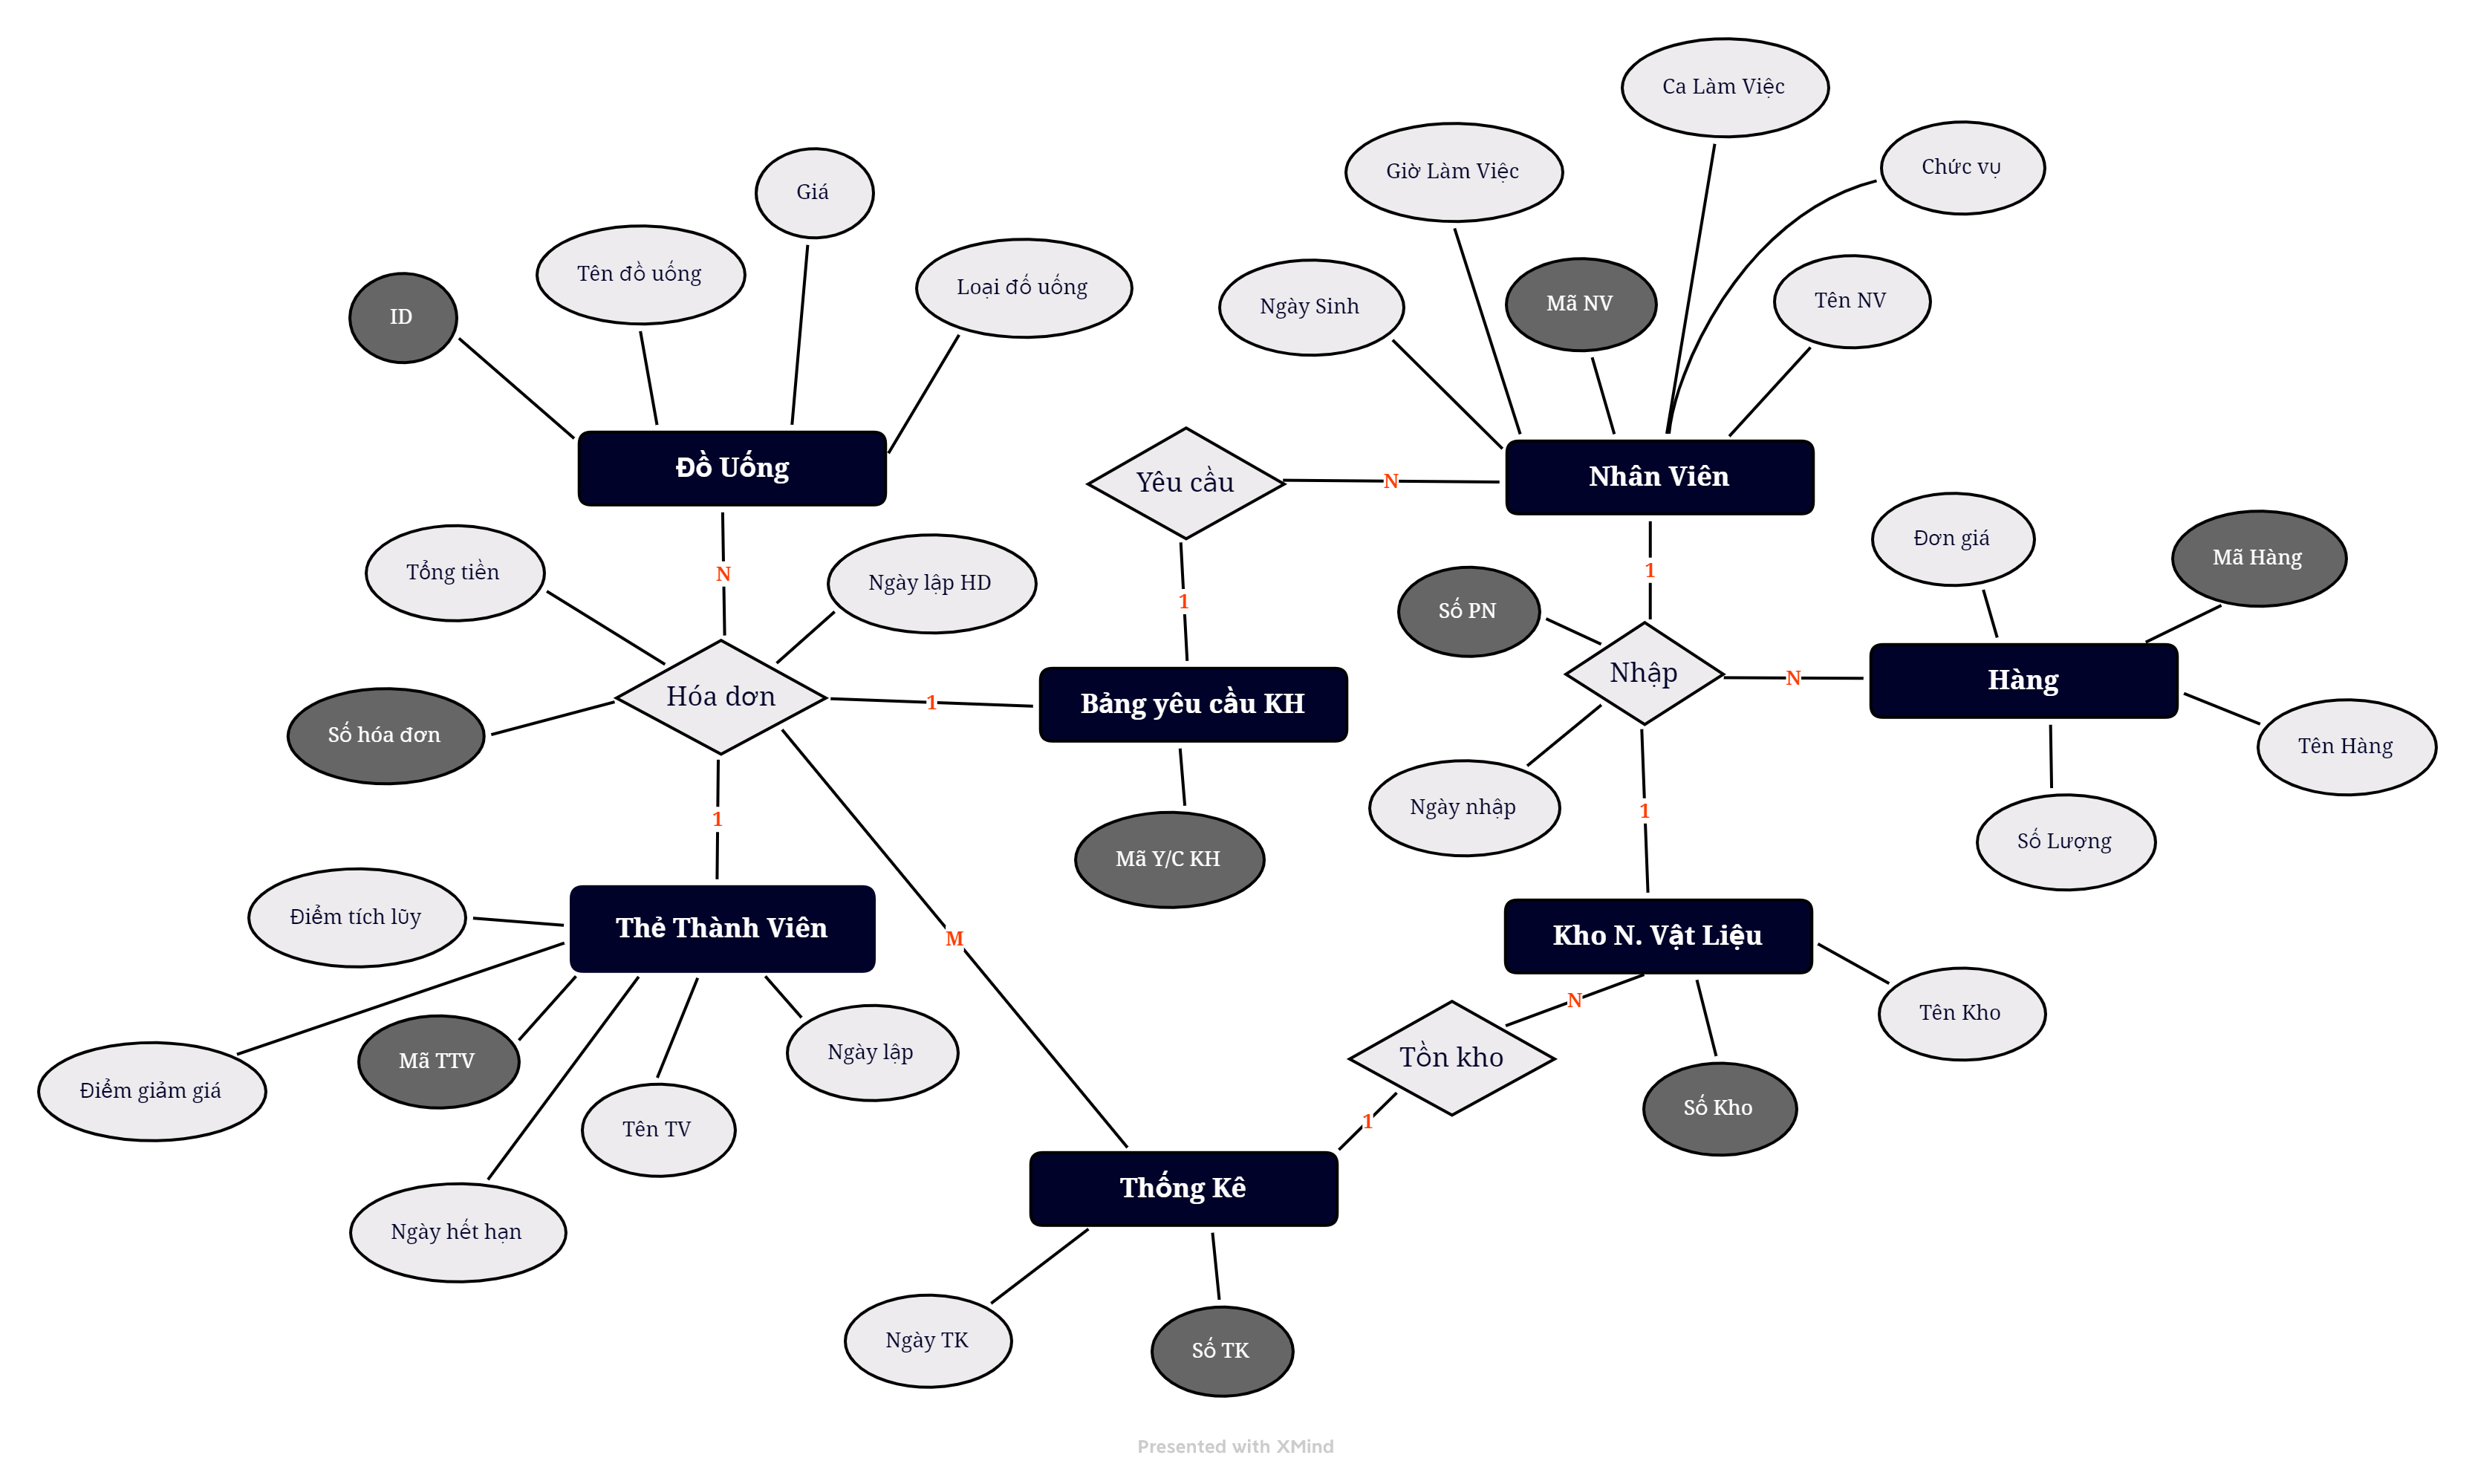 Ca Làm Việc
Giờ Làm Việc
Chức vụ
Giá
Tên đồ uống
Loại đố uống
ID
Ngày Sinh
Mã NV
Tên NV
Đồ Uống
Yêu cầu
N
Nhân Viên
Tổng tiền
N
Ngày lập HD
1
1
Số PN
Đơn giá
Mã Hàng
Hóa dơn
1
Bảng yêu cầu KH
Nhập
N
Hàng
Số hóa đơn
Tên Hàng
1
Mã Y/C KH
Ngày nhập
1
Số Lượng
Điểm tích lũy
Thẻ Thành Viên
M
Kho N. Vật Liệu
N
Tên Kho
Điểm giảm giá
Mã TTV
Ngày lập
Tồn kho
Tên TV
1
Số Kho
Ngày hết hạn
Thống Kê
Ngày TK
Số TK
Presented with XMind